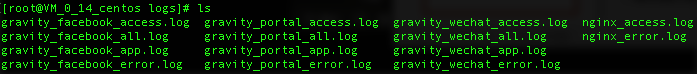 [root@VM_0_14_centos logs]# ls
gravity_facebook_access.log gravity_portal_access.log gravity_wechat_access.log nginx_access.log
gravity_facebook_all.log gravity_portal_all.log gravity_wechat_all.log nginx_error.log
gravity_facebook_app.log gravity_portal_app.log gravity_wechat_app.log
gravity_facebook_error.log gravity_portal_error.log gravity_wechat_error.log